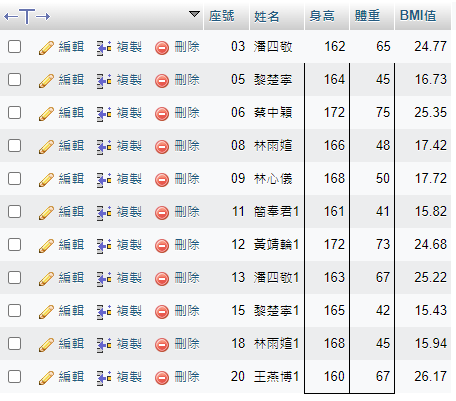 座號 姓名 身高 體重 BMI值
編輯 複製 刪除 03 潘四敬 162 65 24.77
編輯 複製 刪除 05 黎楚寧 164 45 16.73
編輯 複製 刪除 06 蔡中穎 172 75 25.35
編輯 複製 刪除 08 林雨媗 166 48 17.42
編輯 複製 刪除 09 林心儀 168 50 17.72
編輯 複製 刪除 11 簡奉君1 161 41 15.82
編輯 複製 刪除 12 黃靖輪1 172 73 24.68
編輯 複製 刪除 13 潘四敬1 163 67 25.22
編輯 複製 刪除 15 黎楚寧1 165 42 15.43
編輯 複製 刪除 18 林雨媗1 168 45 15.94
編輯 複製 刪除 20 王燕博1 160 67 26.17